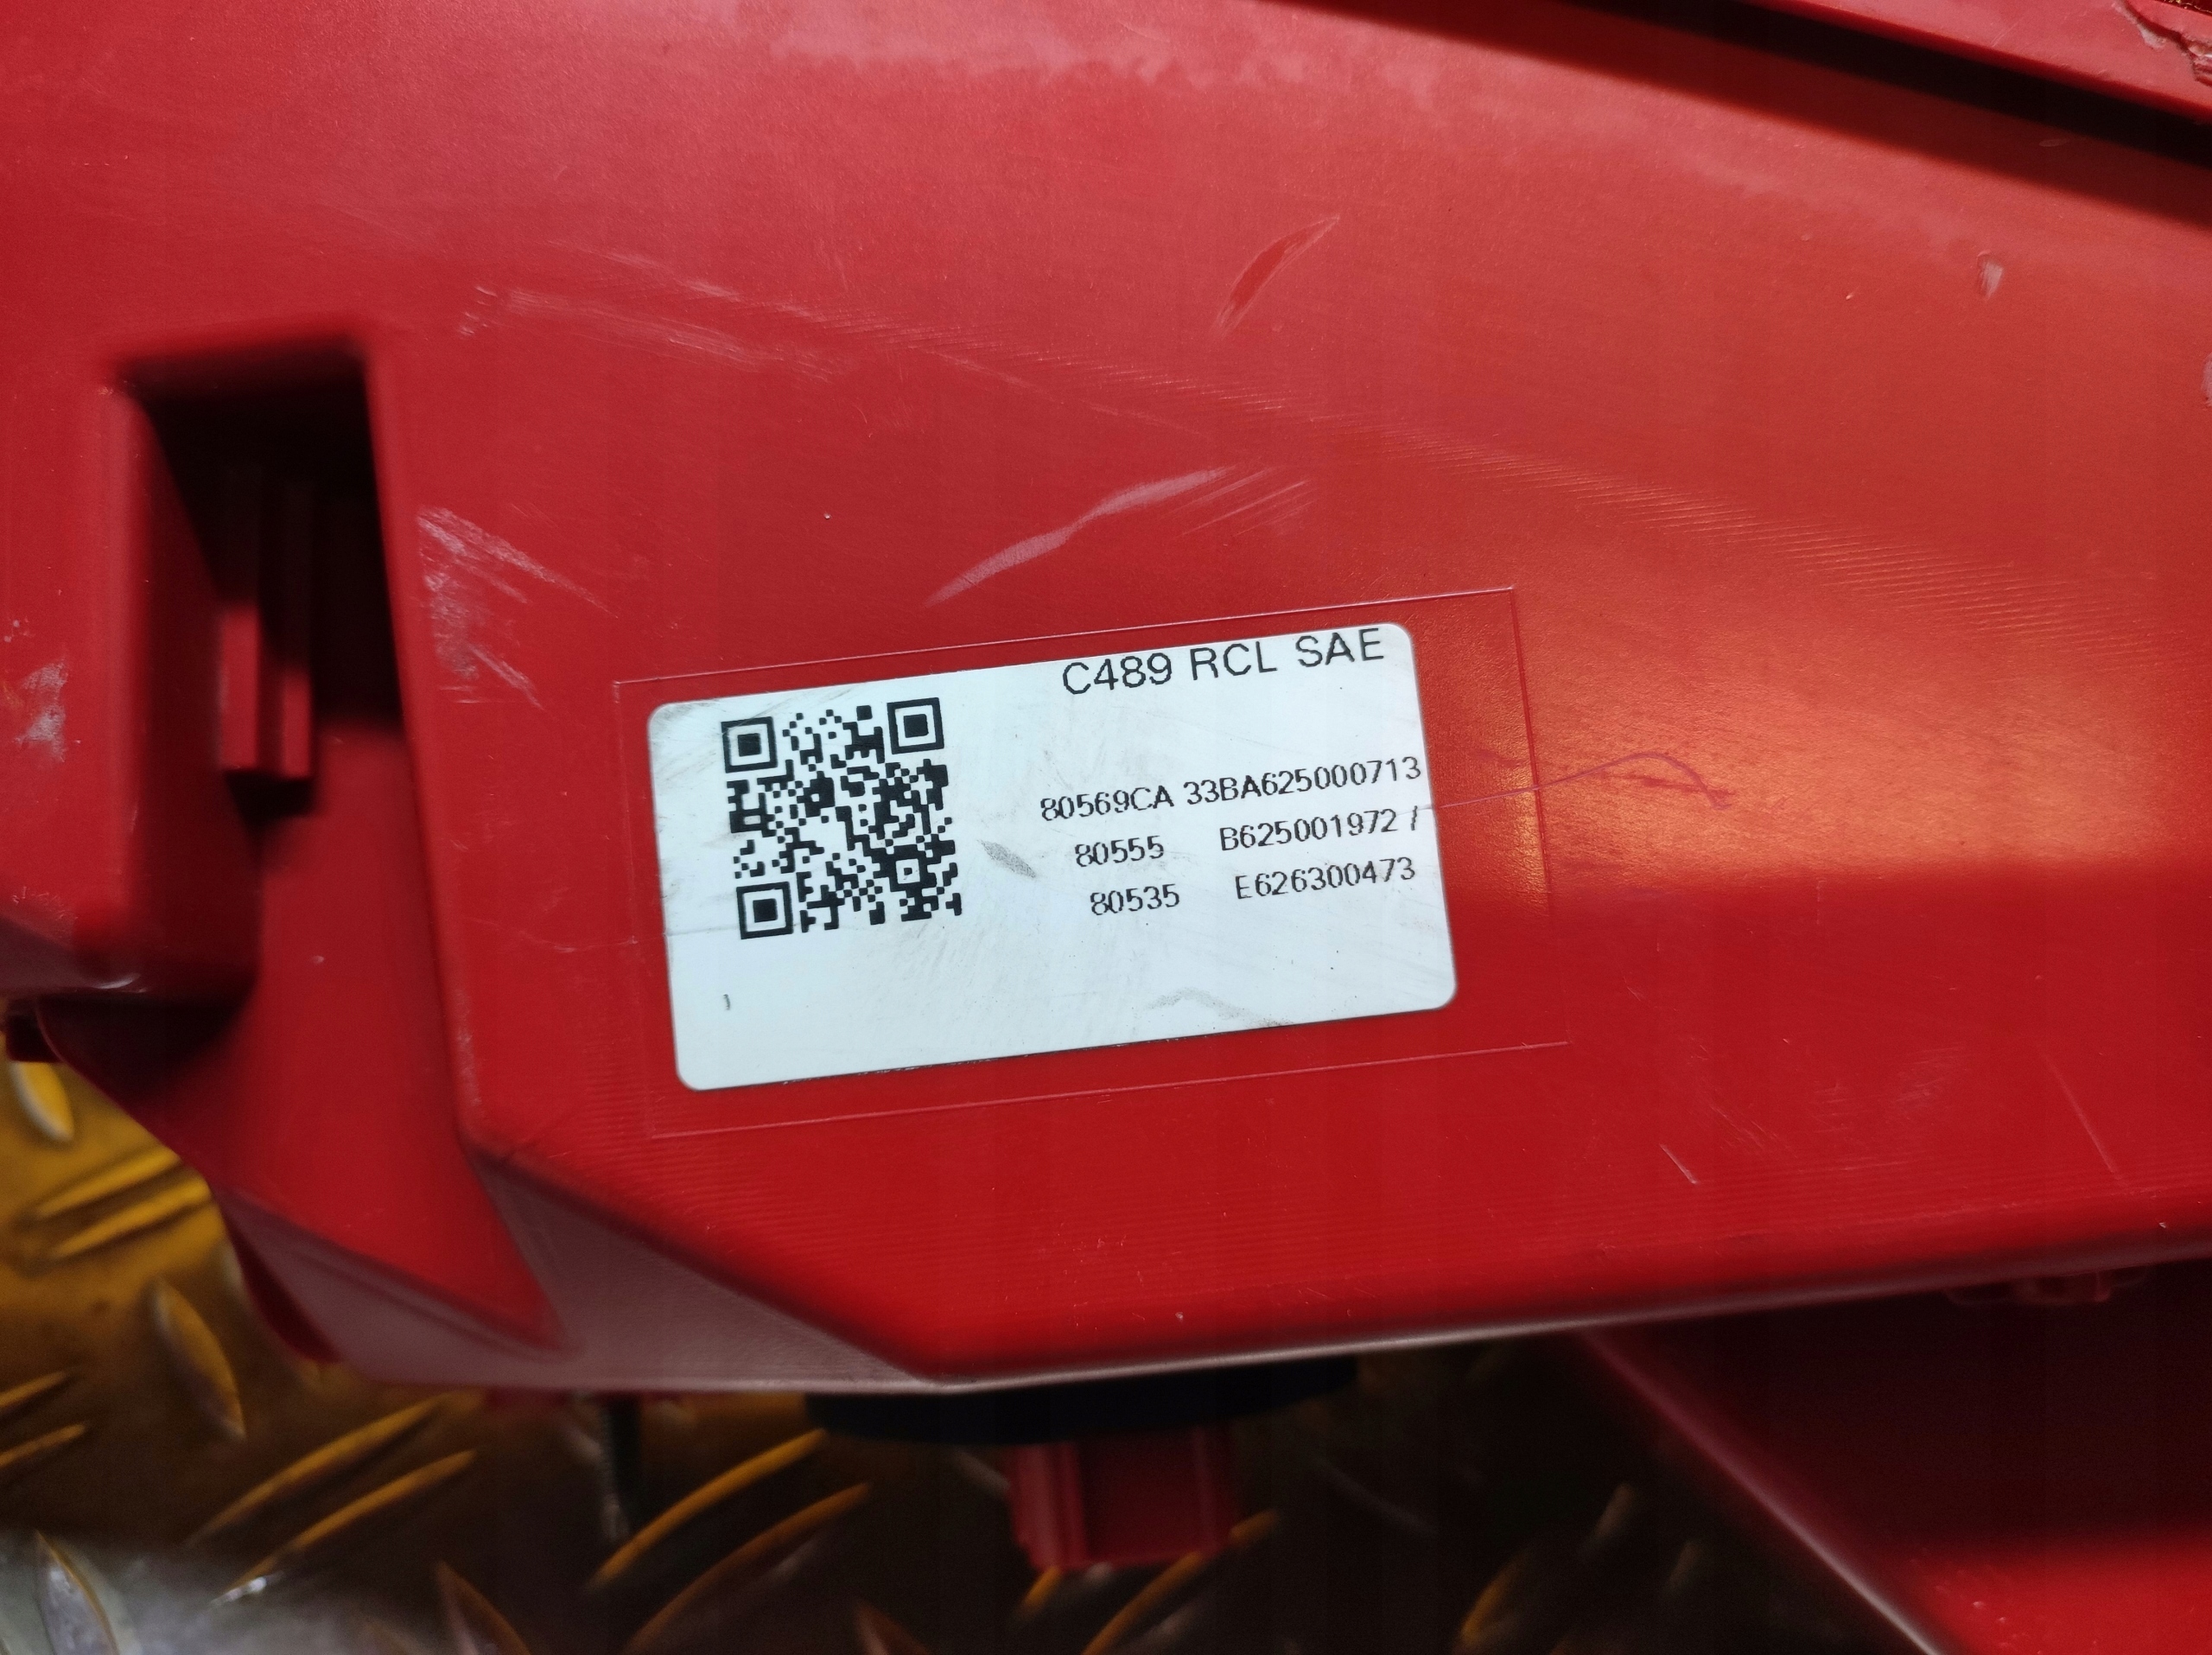 C489 RCL SAE
80569CA 33BA625000713
80555 B625001972 /
80535 E626300473